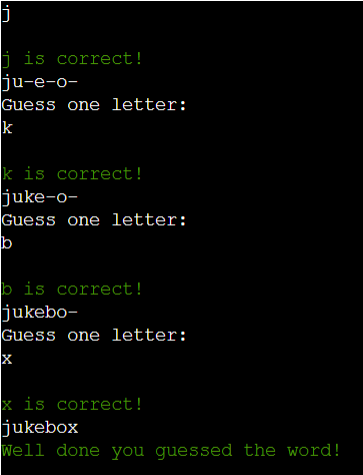 j
j is correct!
ju-e-o-
Guess one letter:
k
k is correct!
juke-o-
Guess one letter:
b
b is correct!
jukebo-
Guess one letter:
x
x is correct!
jukebox
Well done you guessed the word!